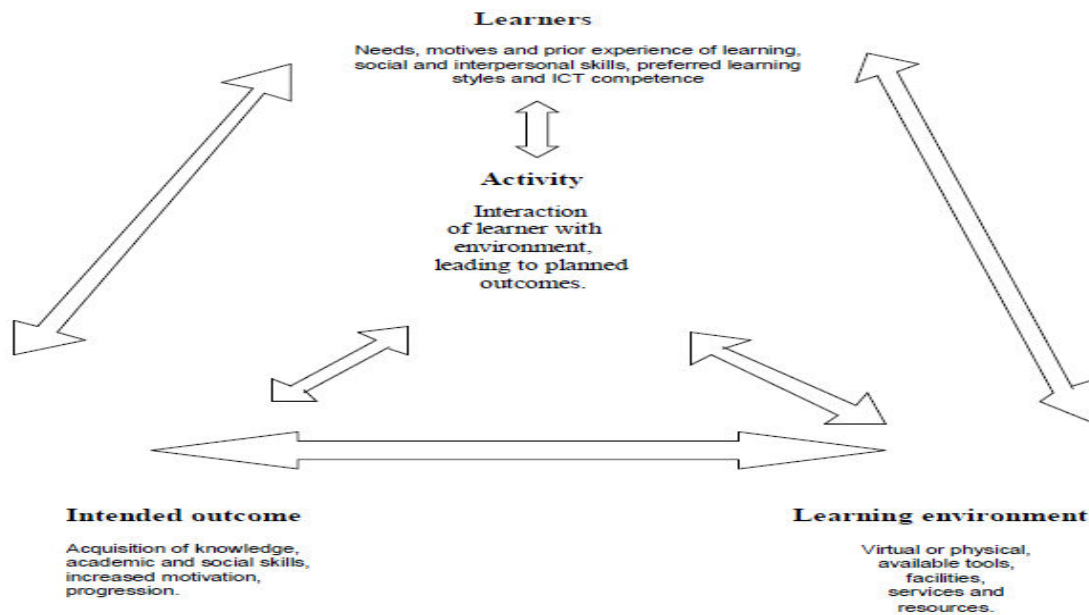 Learners
Needs, motives and prior experience of learning,
social and interpersonal skills, preferred learning
styles and ICT competence
Activity
Interaction
of learner with
environment,
leading to planned
outcomes.
Intended outcome
Acquisition of knowledge,
academic and social skills,
increased motivation,
progression.
Learning environment
Virtual or physical,
available tools,
facilities,
services and
resources.